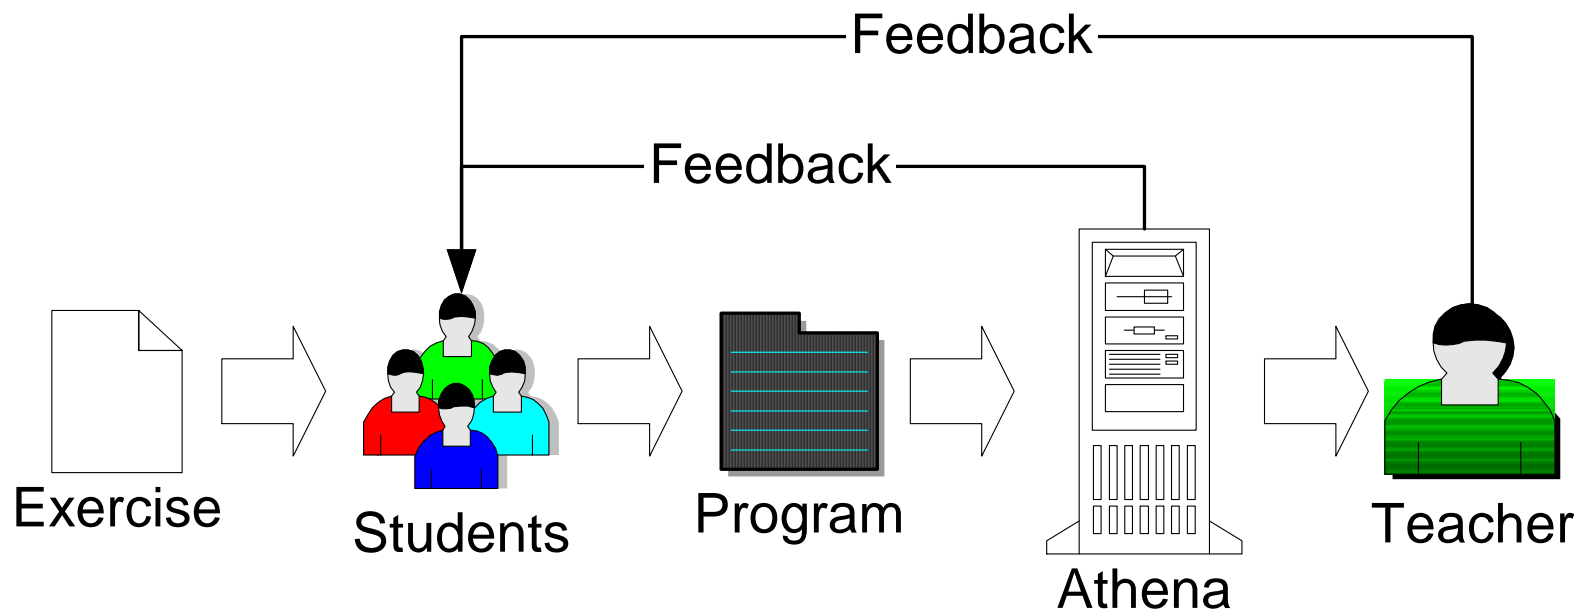 Feedback
Feedback
Exercise
Students
Program
Athena
Teacher